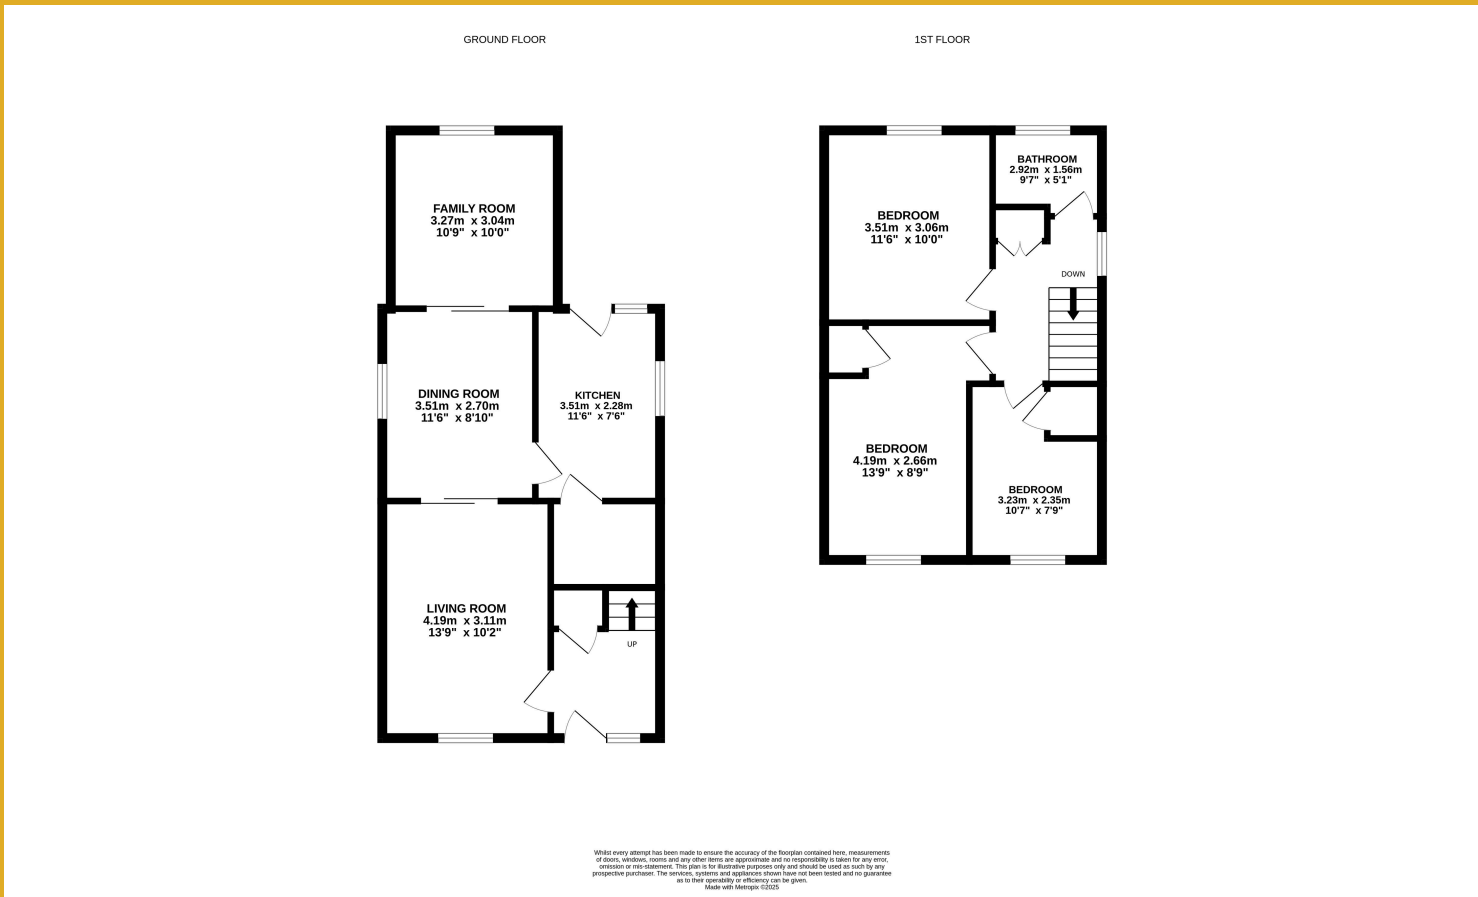 GROUND FLOOR
1ST FLOOR
FAMILY ROOM
3.27m x 3.04m
10'9" x 10'0"
DINING ROOM
3.51m x 2.70m
11'6" x 8'10"
KITCHEN
3.51m x 2.28m
11'6" x 7'6"
LIVING ROOM
4.19m x 3.11m
13'9" x 10'2"
UP
BEDROOM
3.51m x 3.06m
11'6" x 10'0"
BATHROOM
2.92m x 1.56m
9'7" x 5'1"
DOWN
BEDROOM
4.19m x 2.66m
13'9" x 8'9"
BEDROOM
3.23m x 2.35m
10'7" x 7'9"
Whilst every attempt has been made to ensure the accuracy of the floorplan contained here, measurements
of doors, windows, rooms and any other items are approximate and no responsibility is taken for any error,
omission or mis-statement. This plan is for illustrative purposes only and should be used as such by any
prospective purchaser. The services, systems and appliances shown have not been tested and no guarantee
as to their operability or efficiency can be given.
Made with Metropix ©2025